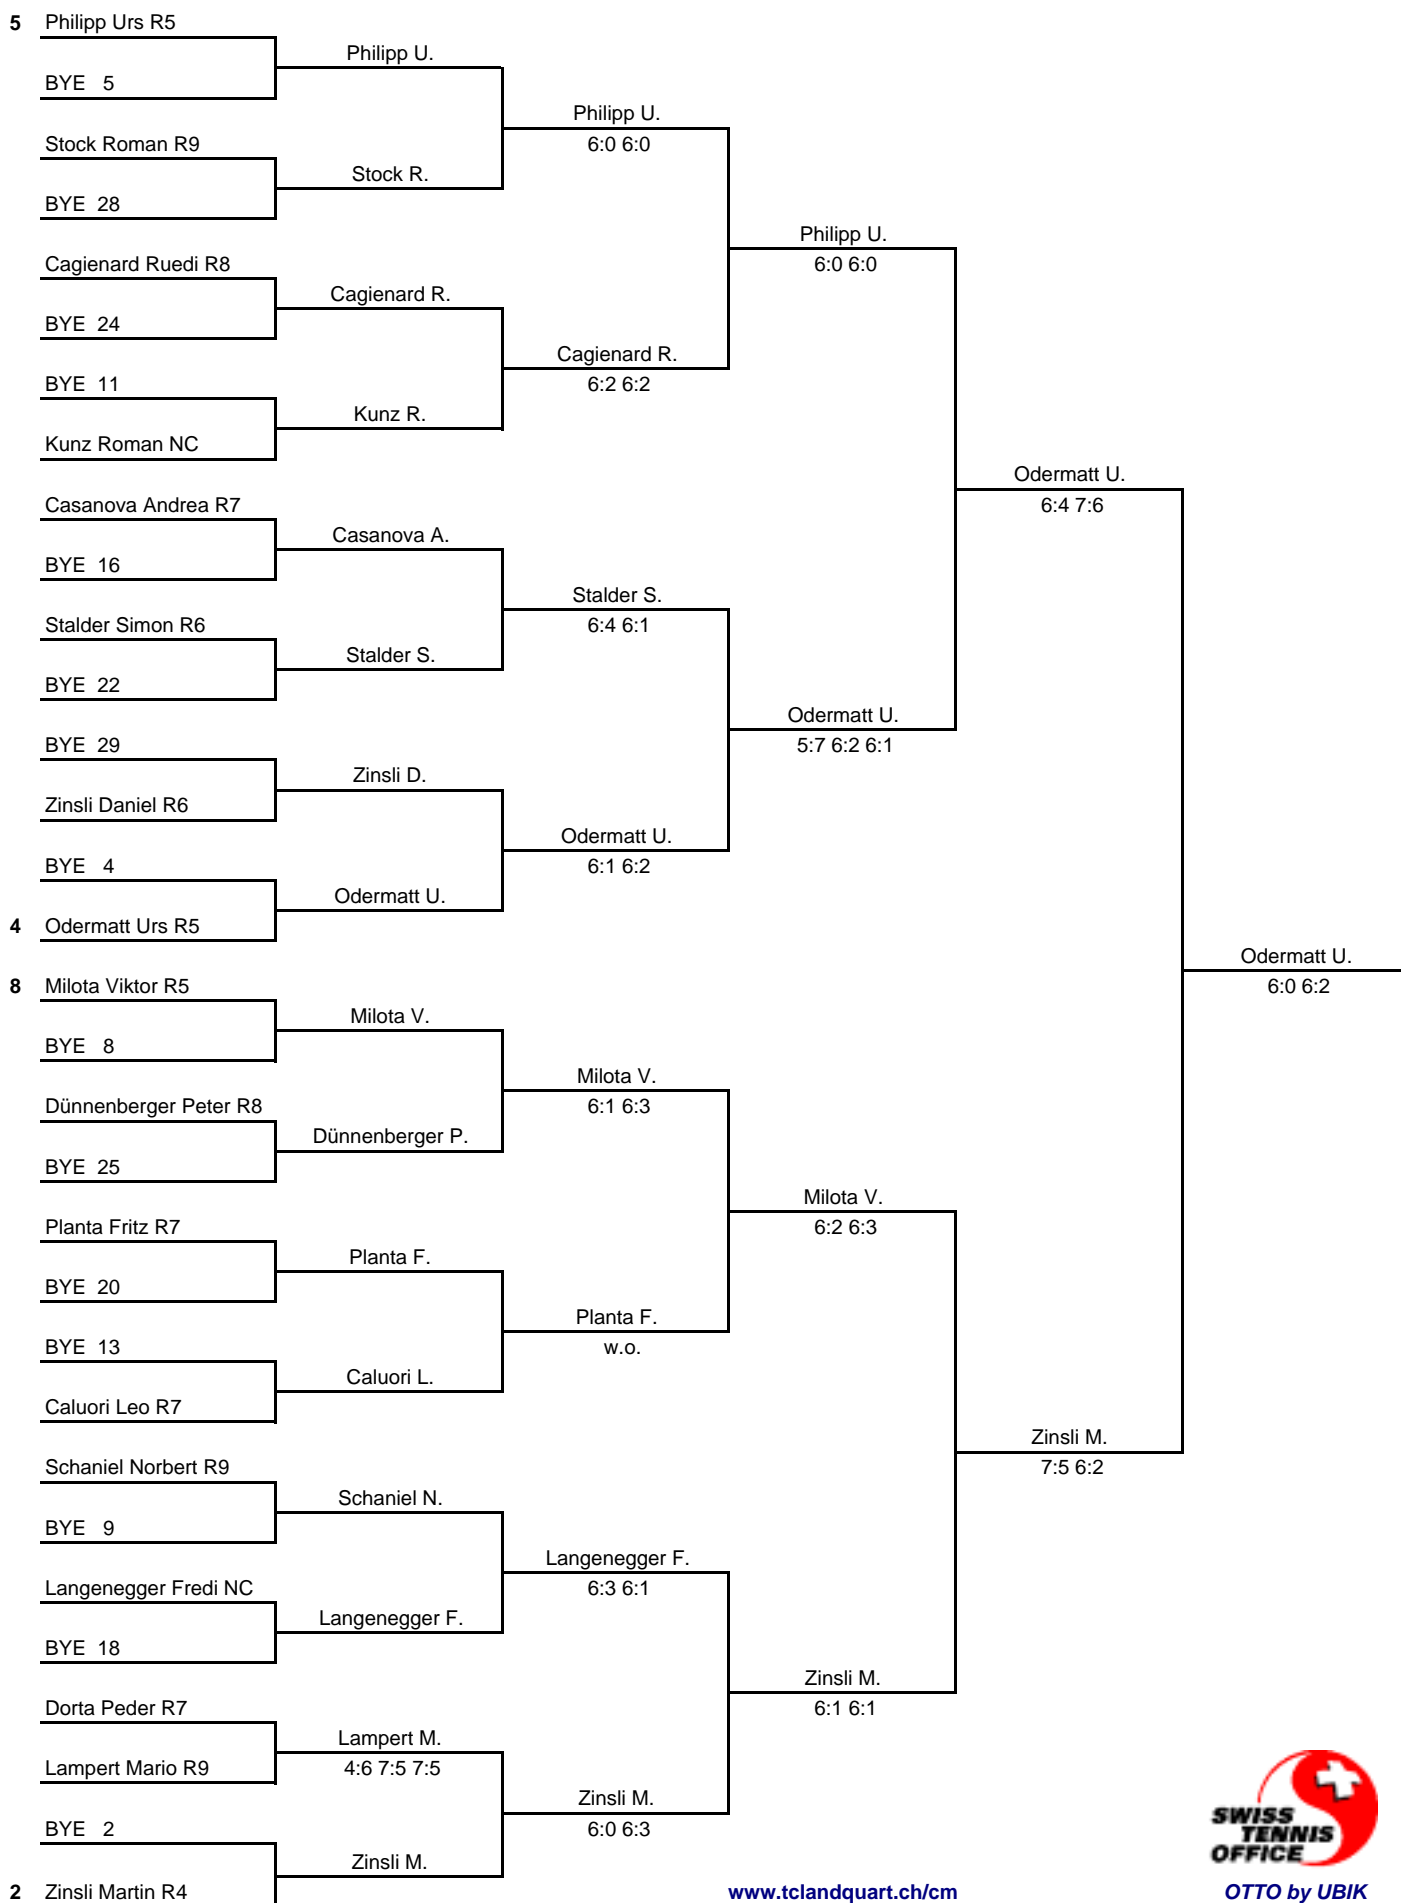 5 Philipp Urs R5
Philipp U.
BYE 5
Philipp U.
6:0 6:0
Stock Roman R9
Stock R.
BYE 28
Philipp U.
6:0 6:0
Cagienard Ruedi R8
Cagienard R.
BYE 24
Cagienard R.
6:2 6:2
BYE 11
Kunz R.
Kunz Roman NC
Odermatt U.
6:4 7:6
Casanova Andrea R7
Casanova A.
BYE 16
Stalder S.
6:4 6:1
Stalder Simon R6
Stalder S.
BYE 22
Odermatt U.
5:7 6:2 6:1
BYE 29
Zinsli D.
Zinsli Daniel R6
Odermatt U.
6:1 6:2
BYE 4
Odermatt U.
4 Odermatt Urs R5
Odermatt U.
6:0 6:2
8 Milota Viktor R5
Milota V.
BYE 8
Milota V.
6:1 6:3
Dünnenberger Peter R8
Dünnenberger P.
BYE 25
Milota V.
6:2 6:3
Planta Fritz R7
Planta F.
BYE 20
Planta F.
w.o.
BYE 13
Caluori L.
Caluori Leo R7
Zinsli M.
7:5 6:2
Schaniel Norbert R9
Schaniel N.
BYE 9
Langenegger F.
6:3 6:1
Langenegger Fredi NC
Langenegger F.
BYE 18
Zinsli M.
6:1 6:1
Dorta Peder R7
Lampert M.
4:6 7:5 7:5
Lampert Mario R9
Zinsli M.
6:0 6:3
BYE 2
Zinsli M.
2 Zinsli Martin R4
SWISS
TENNIS
OFFICE
www.tclandquart.ch/cm
OTTO by UBIK